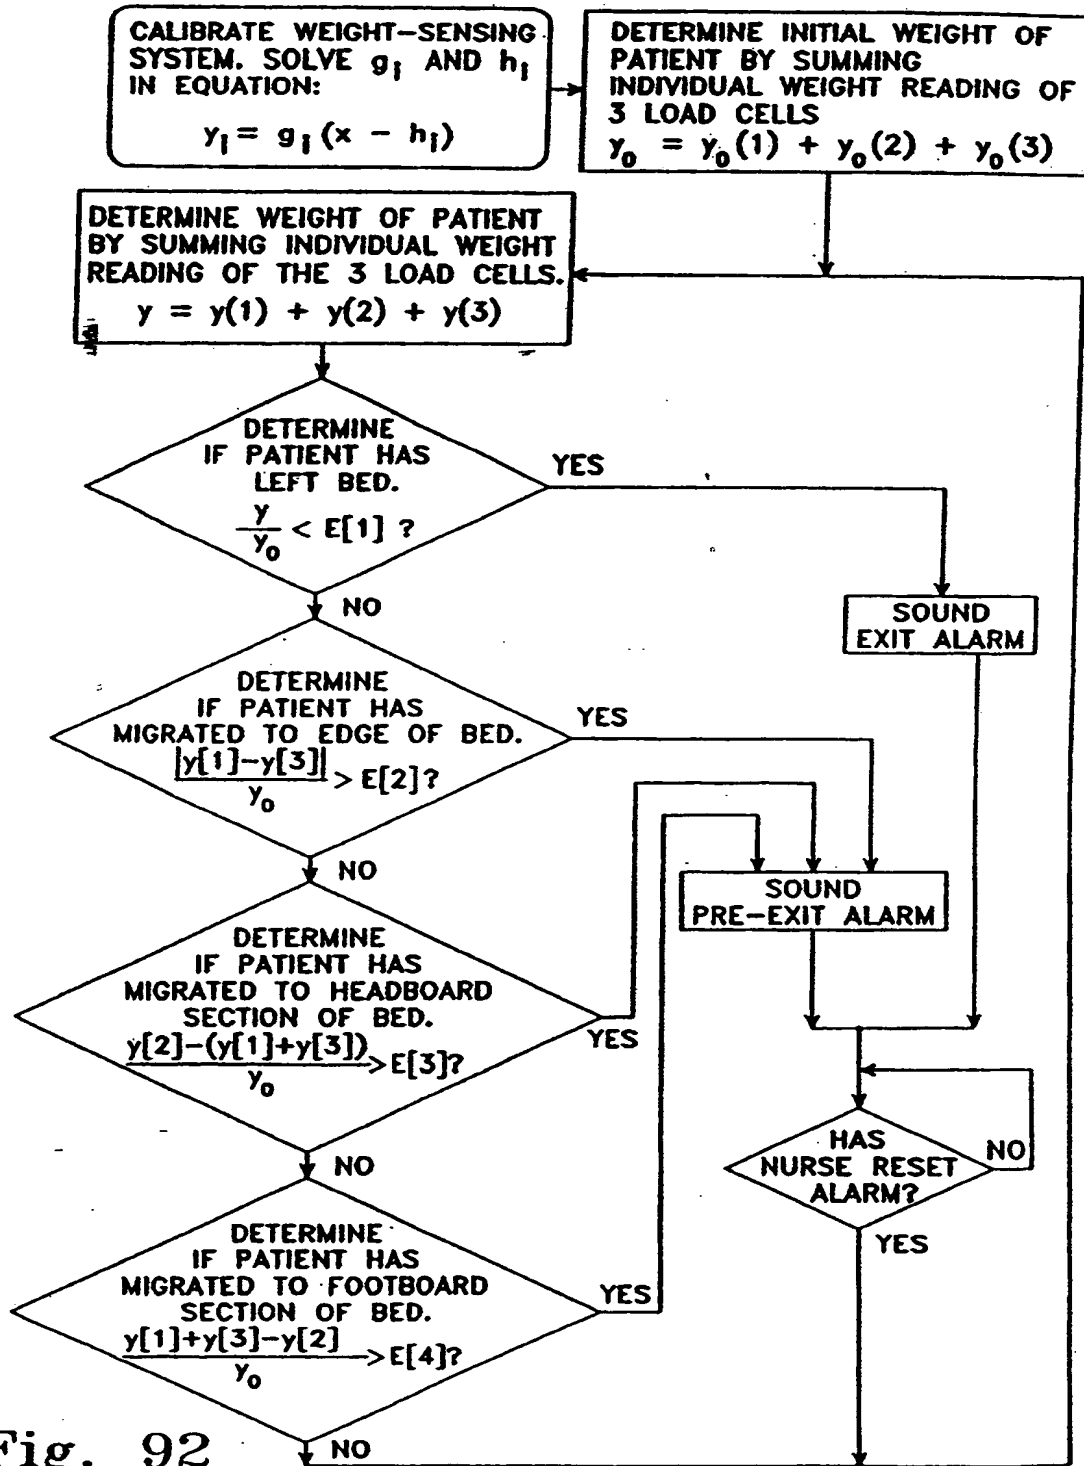 CALIBRATE WEIGHT-SENSING
SYSTEM. SOLVE gi AND hi
IN EQUATION:
yi = gi (x - hi)
DETERMINE INITIAL WEIGHT OF
PATIENT BY SUMMING
INDIVIDUAL WEIGHT READING OF
3 LOAD CELLS
y0 = y0(1) + y0(2) + y0(3)
DETERMINE WEIGHT OF PATIENT
BY SUMMING INDIVIDUAL WEIGHT
READING OF THE 3 LOAD CELLS.
y = y(1) + y(2) + y(3)
DETERMINE
IF PATIENT HAS
LEFT BED.
y
y0
< E[1] ?
YES
NO
SOUND
EXIT ALARM
DETERMINE
IF PATIENT HAS
MIGRATED TO EDGE OF BED.
|y[1]-y[3]|
y0
> E[2]?
YES
NO
SOUND
PRE-EXIT ALARM
DETERMINE
IF PATIENT HAS
MIGRATED TO HEADBOARD
SECTION OF BED.
y[2]-(y[1]+y[3])
y0
>E[3]?
YES
NO
HAS
NURSE RESET
ALARM?
NO
YES
DETERMINE
IF PATIENT HAS
MIGRATED TO FOOTBOARD
SECTION OF BED.
y[1]+y[3]-y[2]
y0
>E[4]?
YES
NO
Fig. 92